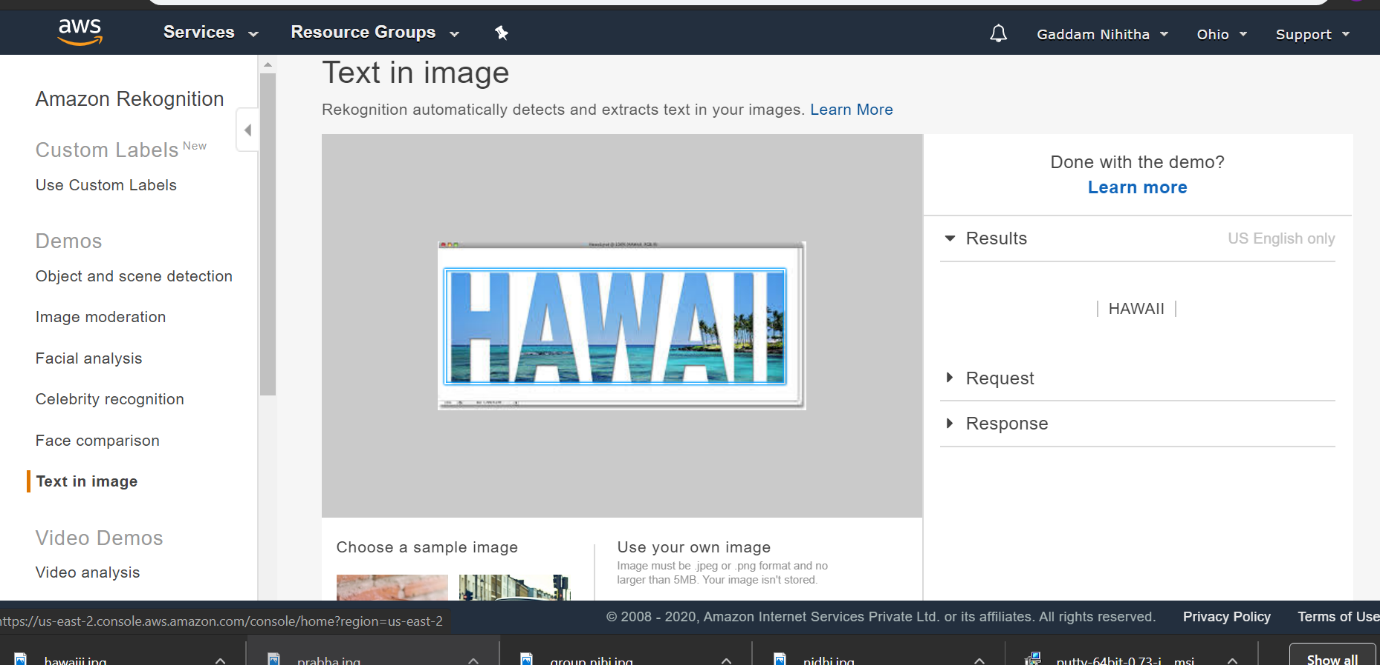 aws Services Resource Groups Gaddam Nihitha Ohio Support
Amazon Rekognition
Custom Labels New
Use Custom Labels
Demos
Object and scene detection
Image moderation
Facial analysis
Celebrity recognition
Face comparison
Text in image
Video Demos
Video analysis
Text in image
Rekognition automatically detects and extracts text in your images. Learn More
HAWAII
Choose a sample image
Use your own image
Image must be .jpeg or .png format and no
larger than 5MB. Your image isn't stored.
Done with the demo?
Learn more
Results US English only
| HAWAII |
Request
Response
© 2008 - 2020, Amazon Internet Services Private Ltd. or its affiliates. All rights reserved. Privacy Policy Terms of Use
https://us-east-2.console.aws.amazon.com/console/home?region=us-east-2
prabha.jpg group nihi.jpg nidhi.jpg putty-64bit-0.73-i....msi Show all